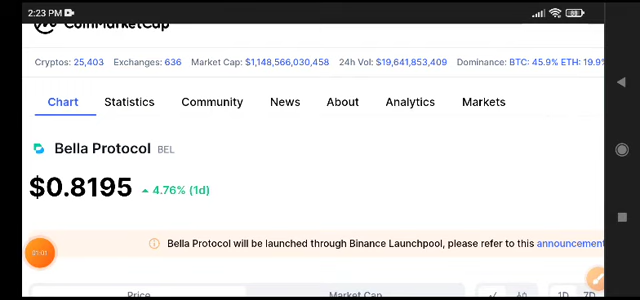 2:23 PM
CoinMarketCap
Cryptos: 25,403 Exchanges: 636 Market Cap: $1,148,566,030,458 24h Vol: $19,641,853,409 Dominance: BTC: 45.9% ETH: 19.9%
Chart Statistics Community News About Analytics Markets
Bella Protocol BEL
$0.8195 4.76% (1d)
Bella Protocol will be launched through Binance Launchpool, please refer to this announcement
01:01
Price Market Cap 1D 7D